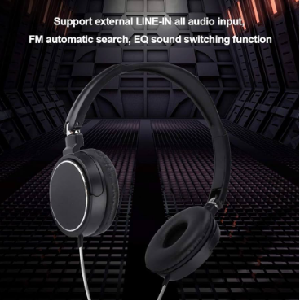 Support external LINE-IN all audio input,
FM automatic search, EQ sound switching function